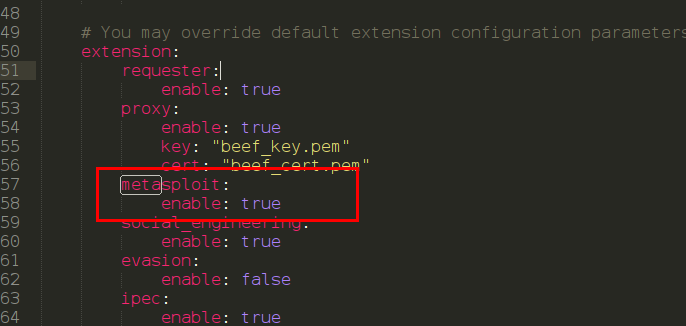 48
49 # You may override default extension configuration parameters
50 extension:
51 requester:
52 enable: true
53 proxy:
54 enable: true
55 key: "beef_key.pem"
56 cert: "beef_cert.pem"
57 metasploit:
58 enable: true
59 social_engineering:
60 enable: true
61 evasion:
62 enable: false
63 ipec:
64 enable: true